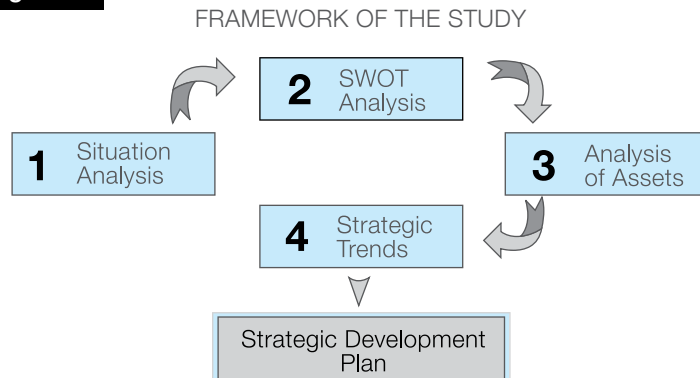 FRAMEWORK OF THE STUDY
1 Situation
Analysis
2 SWOT
Analysis
3 Analysis
of Assets
4 Strategic
Trends
Strategic Development
Plan